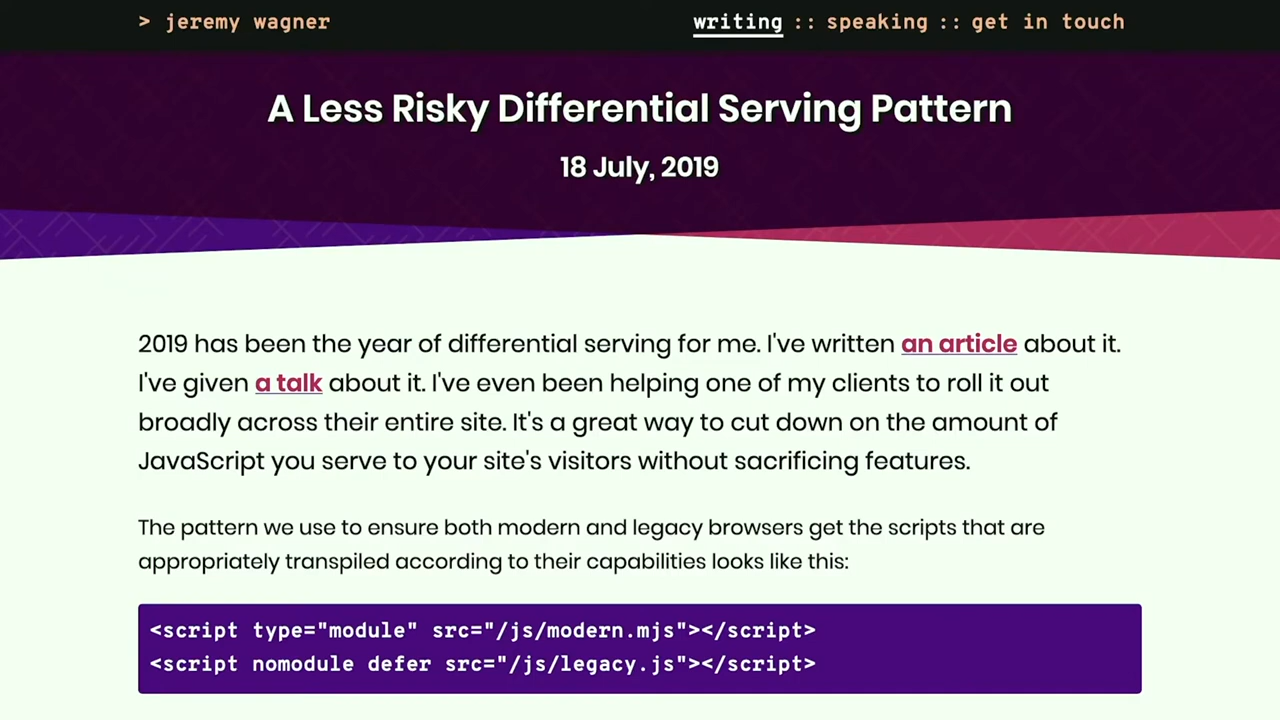 > jeremy wagner
writing :: speaking :: get in touch
A Less Risky Differential Serving Pattern
18 July, 2019
2019 has been the year of differential serving for me. I've written an article about it.
I've given a talk about it. I've even been helping one of my clients to roll it out
broadly across their entire site. It's a great way to cut down on the amount of
JavaScript you serve to your site's visitors without sacrificing features.
The pattern we use to ensure both modern and legacy browsers get the scripts that are
appropriately transpiled according to their capabilities looks like this:
<script type="module" src="/js/modern.mjs"></script>
<script nomodule defer src="/js/legacy.js"></script>